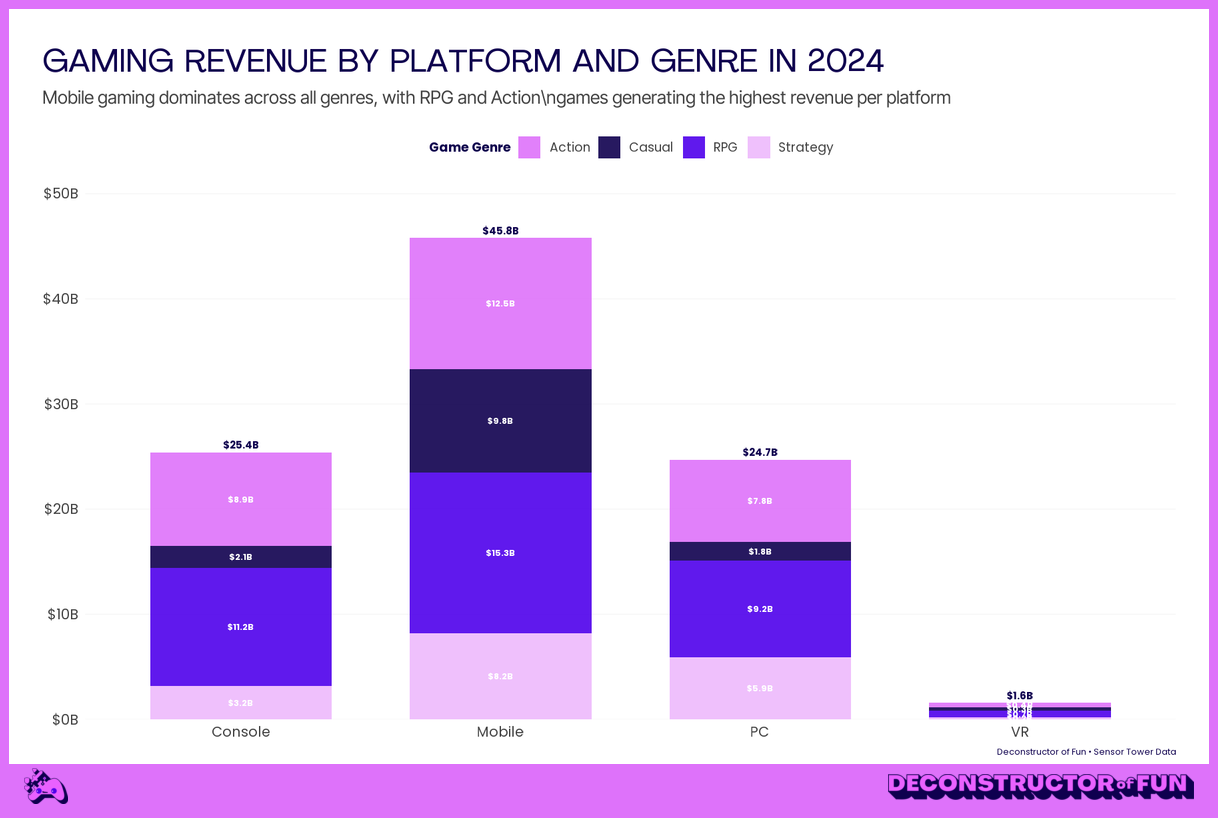 GAMING REVENUE BY PLATFORM AND GENRE IN 2024
Mobile gaming dominates across all genres, with RPG and Action\ngames generating the highest revenue per platform
Game Genre Action Casual RPG Strategy
$50B
$40B
$30B
$20B
$10B
$0B
$25.4B
$8.9B
$2.1B
$11.2B
$3.2B
$45.8B
$12.5B
$9.8B
$15.3B
$8.2B
$24.7B
$7.8B
$1.8B
$9.2B
$5.9B
$1.6B
Console Mobile PC VR
Deconstructor of Fun • Sensor Tower Data
DECONSTRUCTOR of FUN